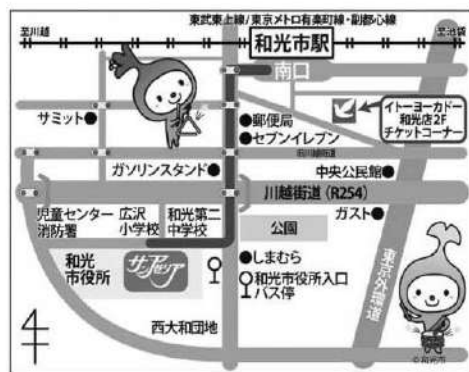 東武東上線/東京メトロ有楽町線・副都心線
至川越
和光市駅
至池袋
南口
サミット
郵便局
セブンイレブン
イトーヨーカドー
和光店2F
チケットコーナー
旧川越街道
ガソリンスタンド
中央公民館
川越街道(R254)
児童センター
消防署
広沢
小学校
和光第二
中学校
公園
ガスト
和光
市役所
サンアゼリア
しまむら
和光市役所入口
バス停
東京外環道
西大和団地
©和光市